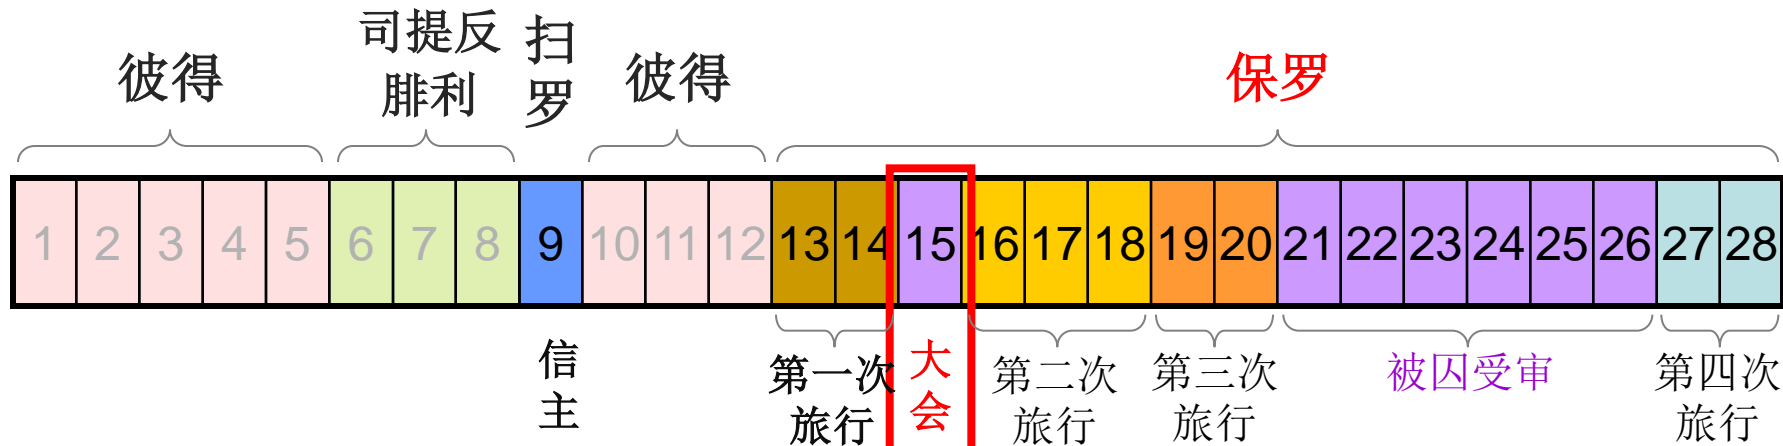 彼得
司提反
腓利
扫
罗
彼得
保罗
1 2 3 4 5 6 7 8 9 10 11 12 13 14 15 16 17 18 19 20 21 22 23 24 25 26 27 28
信
主
第一次
旅行
大
会
第二次
旅行
第三次
旅行
被囚受审
第四次
旅行